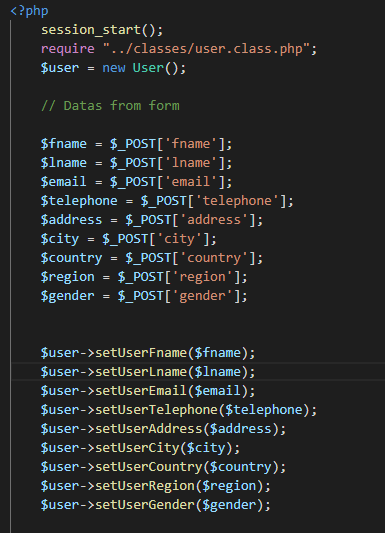 <?php
session_start();
require "../classes/user.class.php";
$user = new User();
// Datas from form
$fname = $_POST['fname'];
$lname = $_POST['lname'];
$email = $_POST['email'];
$telephone = $_POST['telephone'];
$address = $_POST['address'];
$city = $_POST['city'];
$country = $_POST['country'];
$region = $_POST['region'];
$gender = $_POST['gender'];
$user->setUserFname($fname);
$user->setUserLname($lname);
$user->setUserEmail($email);
$user->setUserTelephone($telephone);
$user->setUserAddress($address);
$user->setUserCity($city);
$user->setUserCountry($country);
$user->setUserRegion($region);
$user->setUserGender($gender);